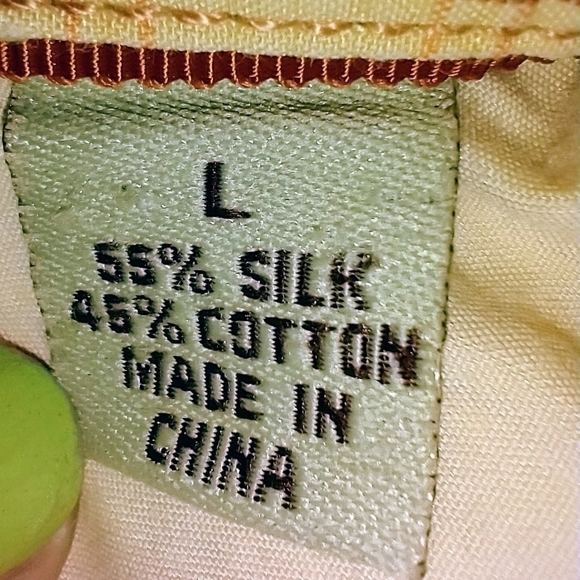 L
55% SILK
45% COTTON
MADE IN
CHINA